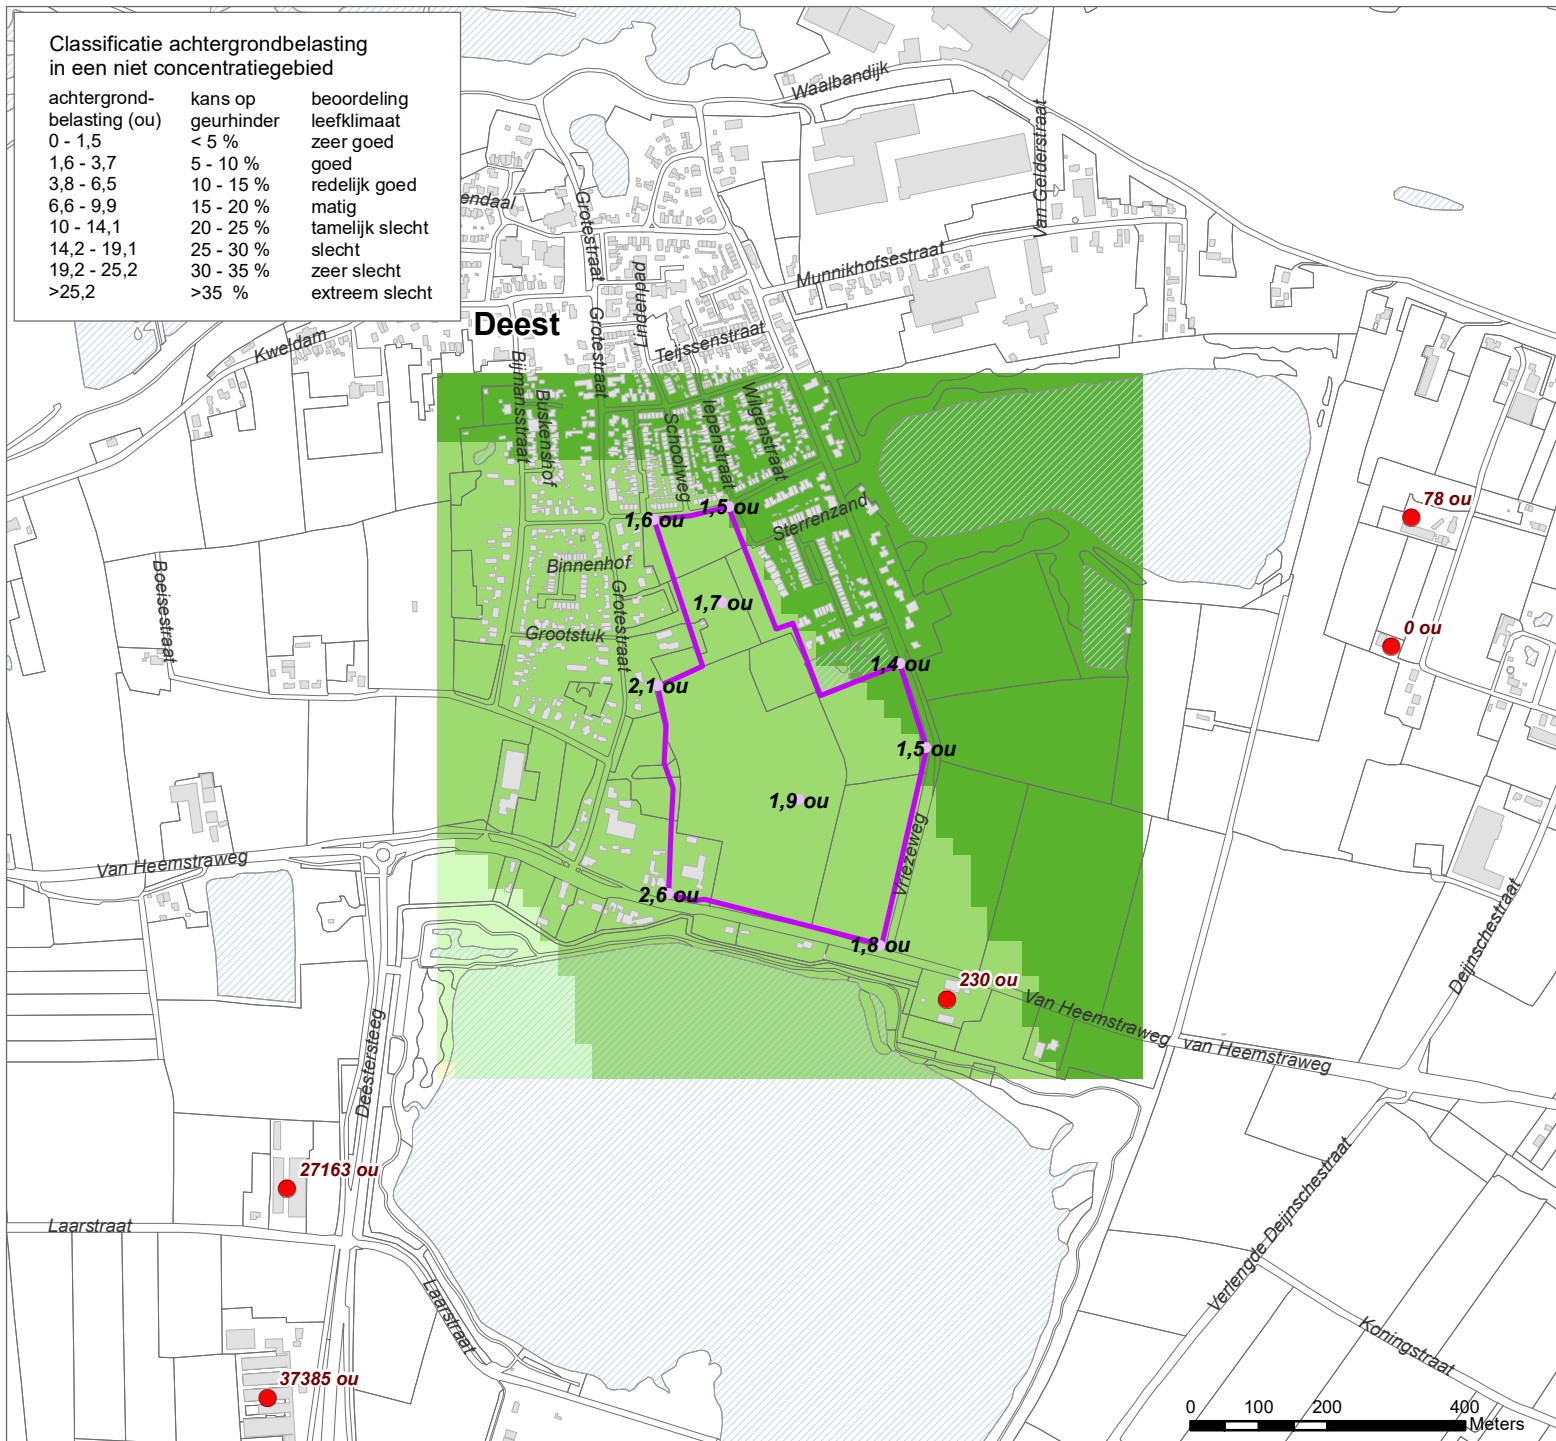 Classificatie achtergrondbelasting
in een niet concentratiegebied
achtergrond- kans op beoordeling
belasting (ou) geurhinder leefklimaat
0 - 1,5 < 5 % zeer goed
1,6 - 3,7 5 - 10 % goed
3,8 - 6,5 10 - 15 % redelijk goed
6,6 - 9,9 15 - 20 % matig
10 - 14,1 20 - 25 % tamelijk slecht
14,2 - 19,1 25 - 30 % slecht
19,2 - 25,2 30 - 35 % zeer slecht
>25,2 >35 % extreem slecht
Waalbandijk
Van Gelderstraat
endaal
Grotestraat
Munnikhofsestraat
Deest
Kweldam
Teijssenstraat
Grotestraat
Bijmansstraat
Buskenshof
Schoolweg
Iepenstraat
Wilgenstraat
Sterrenzand
1,6 ou
1,5 ou
78 ou
Boeisestraat
Binnenhof
Grotestraat
1,7 ou
Grootstuk
0 ou
1,4 ou
2,1 ou
1,5 ou
1,9 ou
Van Heemstraweg
Vriezeweg
2,6 ou
1,8 ou
Deijnschestraat
230 ou
Van Heemstraweg
van Heemstraweg
Deestersteeg
27163 ou
Laarstraat
Verlengde Deijnschestraat
Laarstraat
Koningstraat
37385 ou
0 100 200 400
Meters